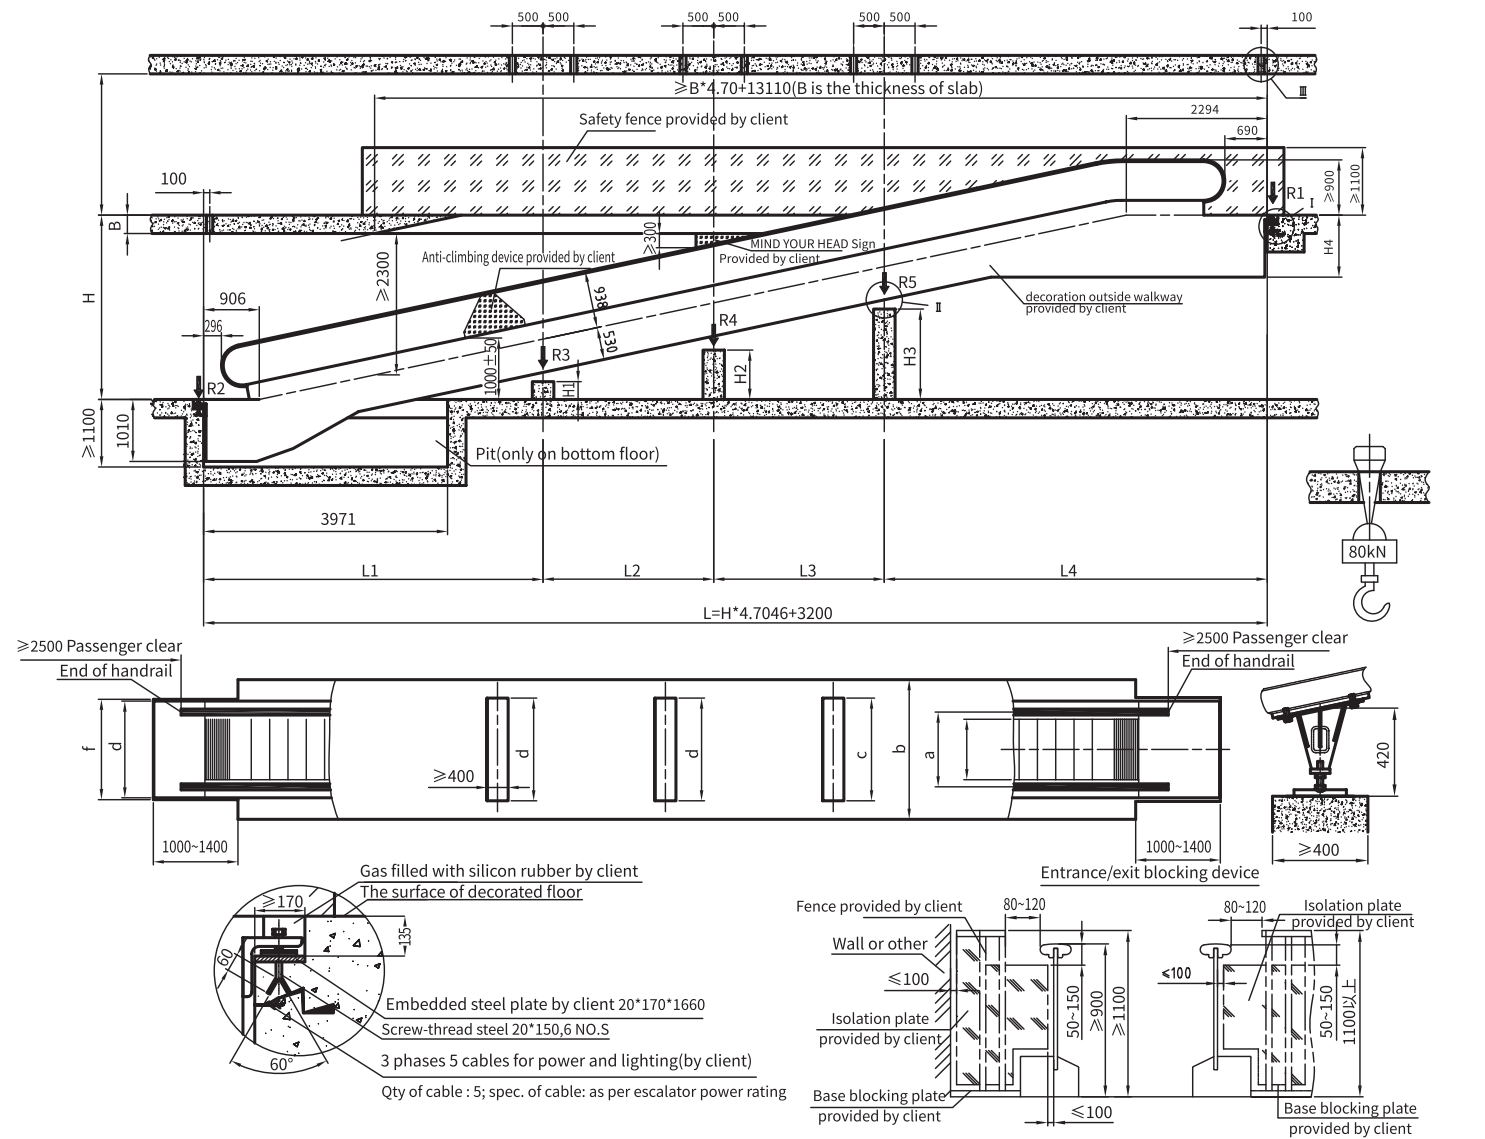 500 500
500 500
500 500
100
≥B*4.70+13110(B is the thickness of slab)
III
2294
Safety fence provided by client
690
100
R1
I
≥900
≥1100
B
≥300
MIND YOUR HEAD Sign
Provided by client
H4
Anti-climbing device provided by client
≥2300
H
906
296
938
530
R5
II
decoration outside walkway
provided by client
R4
R3
R2
1000±50
H1
H2
H3
≥1100
1010
Pit(only on bottom floor)
3971
80kN
L1
L2
L3
L4
L=H*4.7046+3200
≥2500 Passenger clear
End of handrail
≥2500 Passenger clear
End of handrail
f
d
≥400
d
d
c
b
a
420
1000~1400
1000~1400
≥400
Entrance/exit blocking device
Gas filled with silicon rubber by client
The surface of decorated floor
≥170
135
60
Embedded steel plate by client 20*170*1660
Screw-thread steel 20*150,6 NO.S
60°
3 phases 5 cables for power and lighting(by client)
Qty of cable : 5; spec. of cable: as per escalator power rating
Fence provided by client
80~120
Wall or other
≤100
Isolation plate
provided by client
50~150
≥900
≥1100
Base blocking plate
provided by client
≤100
80~120
Isolation plate
provided by client
≤100
50~150
1100以上
Base blocking plate
provided by client